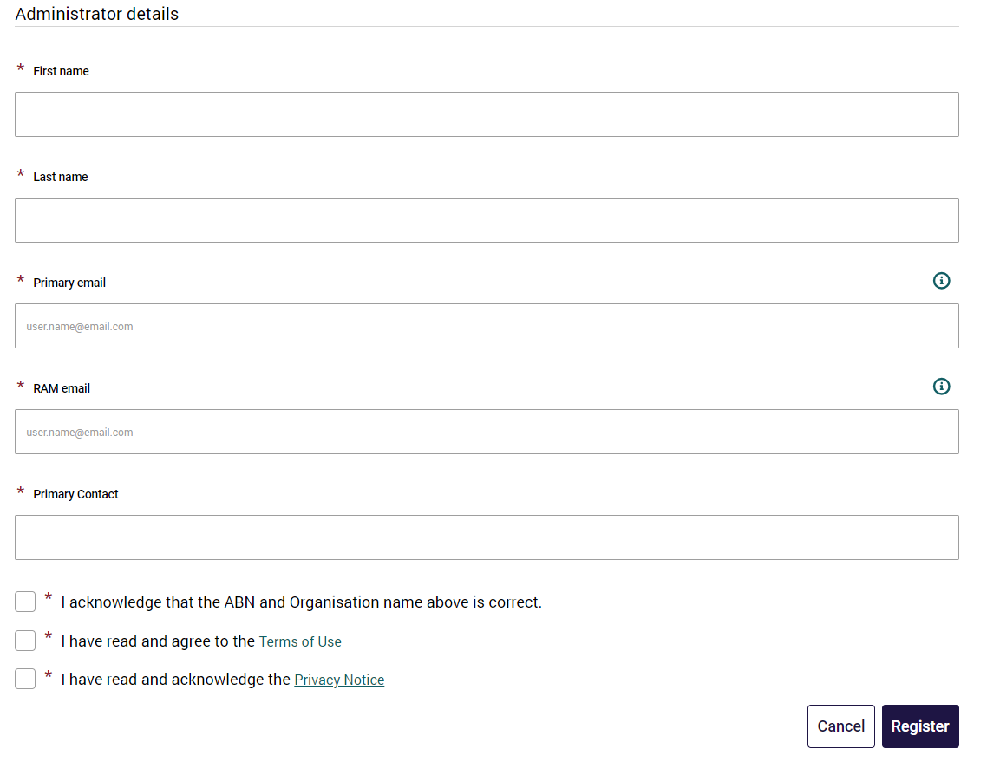 Administrator details
* First name
* Last name
* Primary email
user.name@email.com
* RAM email
user.name@email.com
* Primary Contact
* I acknowledge that the ABN and Organisation name above is correct.
* I have read and agree to the Terms of Use
* I have read and acknowledge the Privacy Notice
Cancel Register